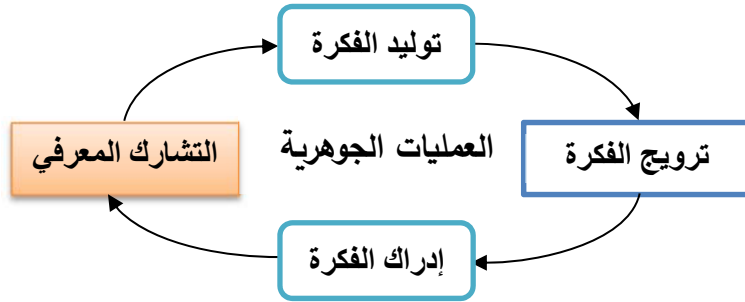 توليد الفكرة
ترويج الفكرة
العمليات الجوهرية
التشارك المعرفي
إدراك الفكرة